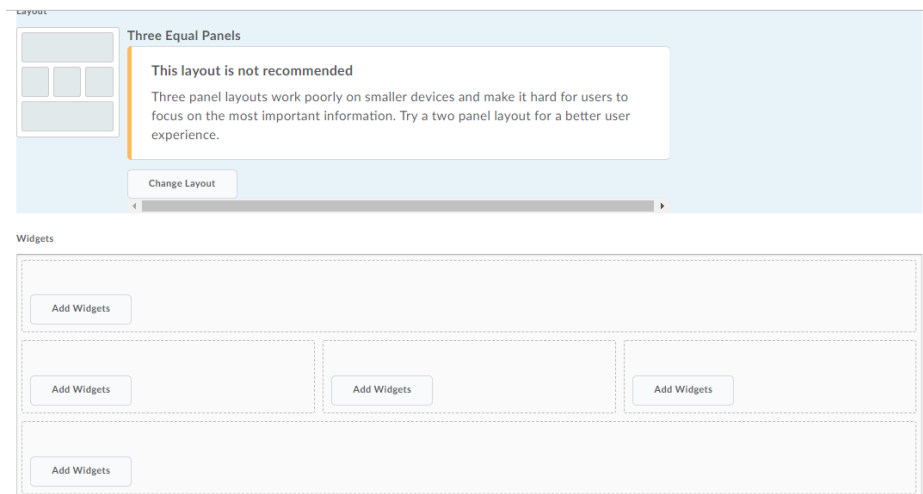 Layout
Three Equal Panels
This layout is not recommended
Three panel layouts work poorly on smaller devices and make it hard for users to
focus on the most important information. Try a two panel layout for a better user
experience.
Change Layout
Widgets
Add Widgets
Add Widgets
Add Widgets
Add Widgets
Add Widgets